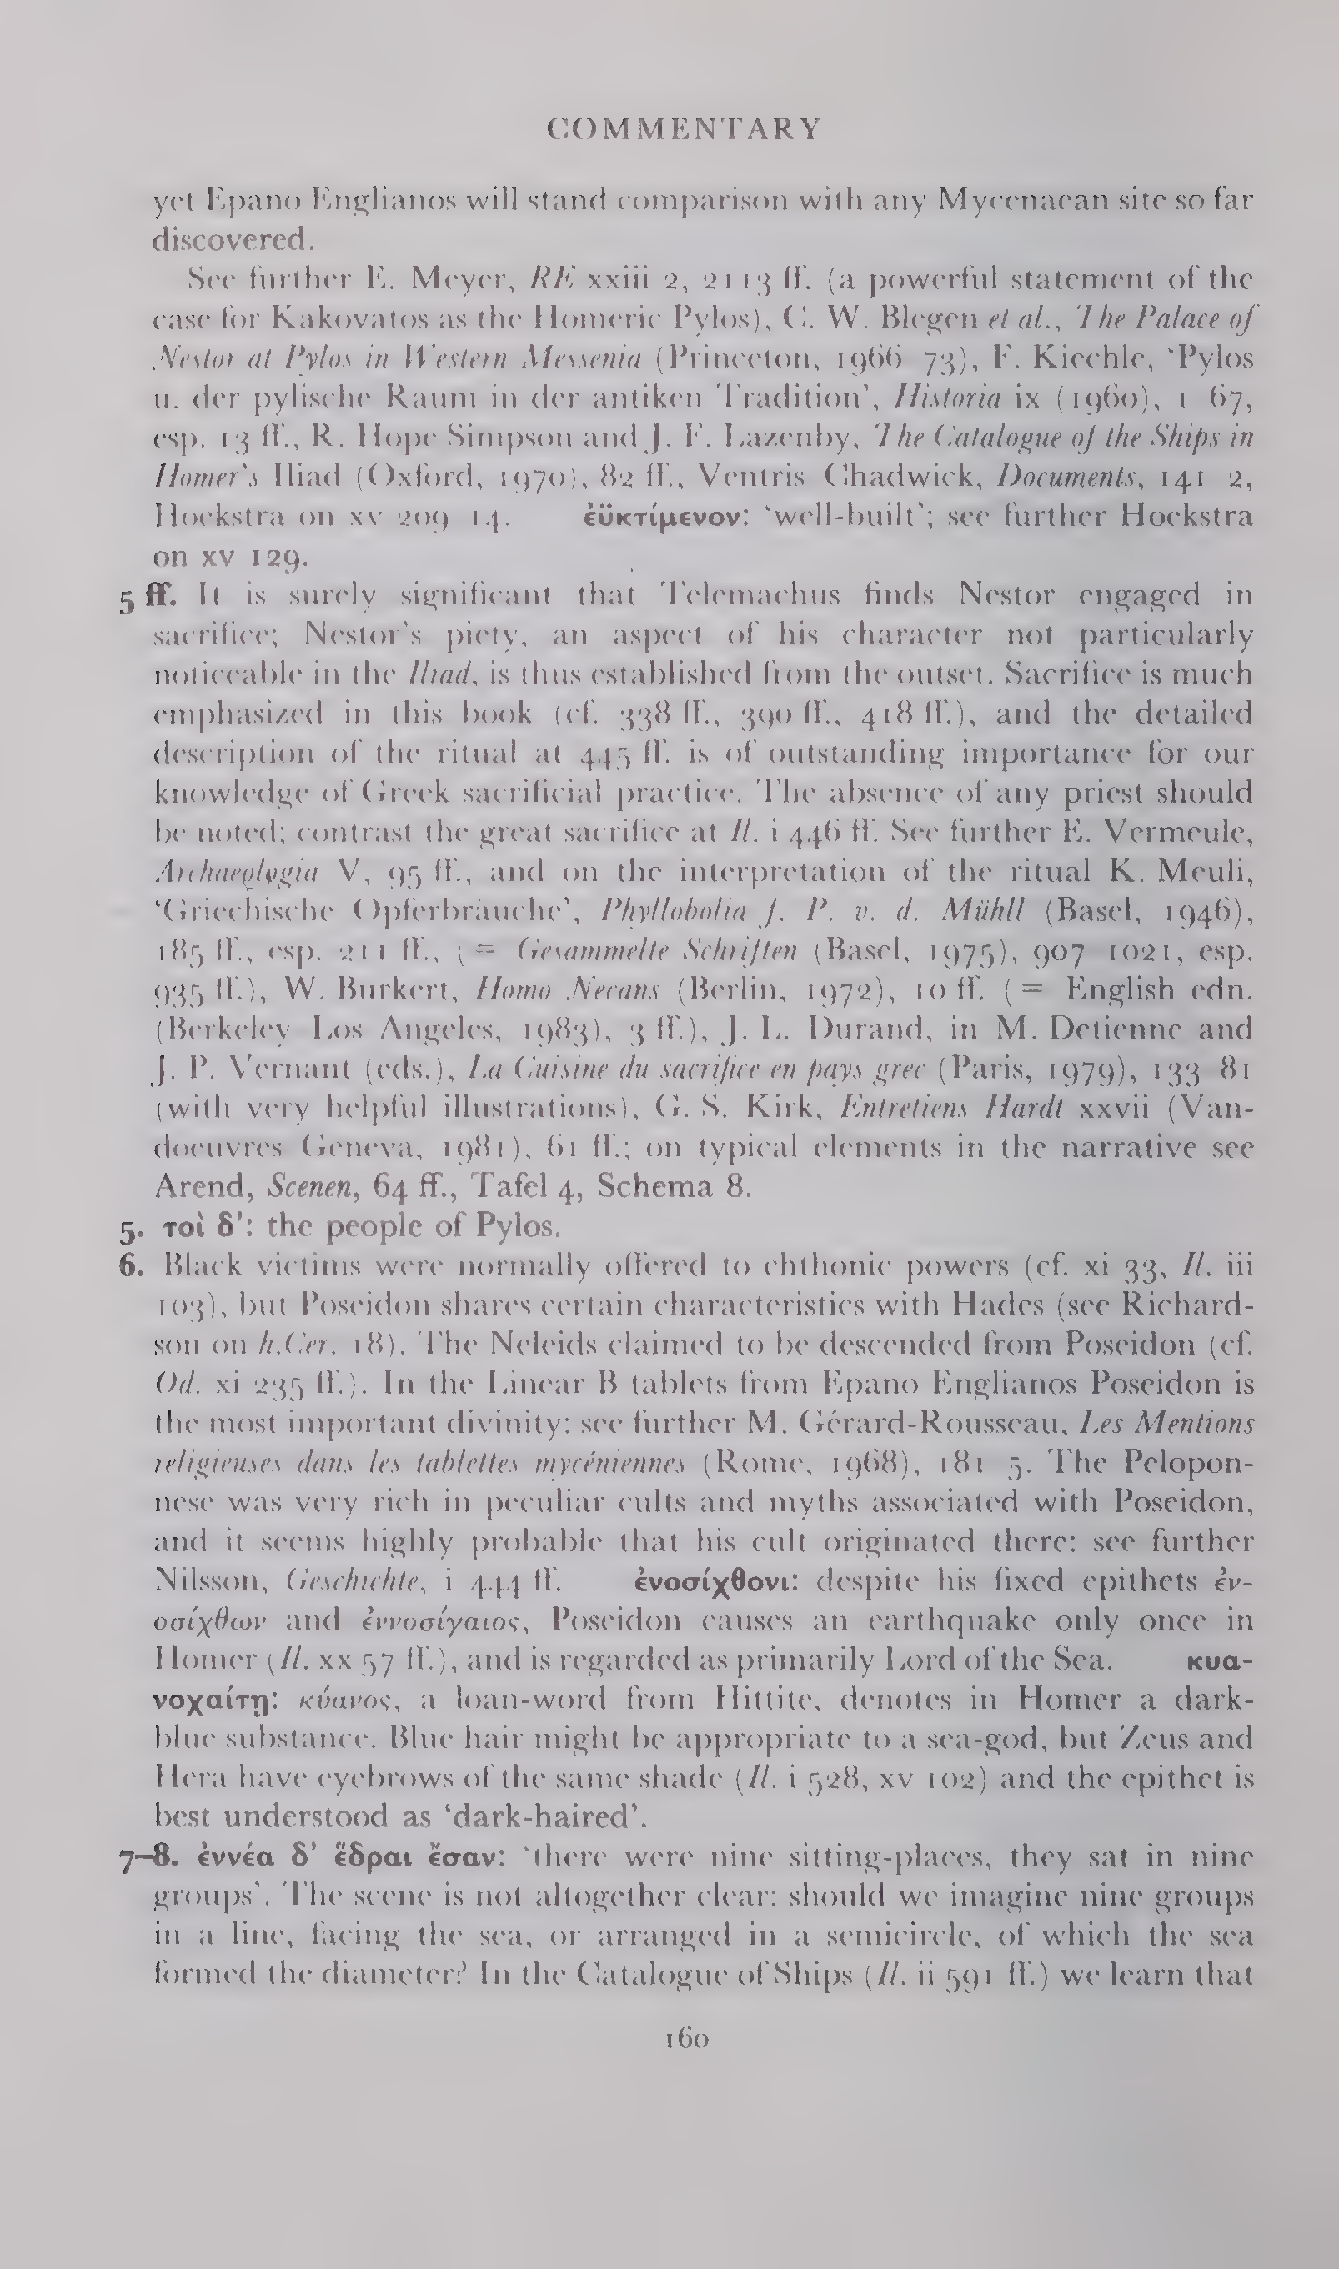 COMMENTARY
yet Epano Englianos will stand comparison with any Mycenaean site so far
discovered.
See further E. Meyer, RE xxiii 2, 2113 ff. (a powerful statement of the
case for Kakovatos as the Homeric Pylos), C. W. Blegen et al., The Palace of
Nestor at Pylos in Western Messenia (Princeton, 1966–73), F. Kiechle, ‘Pylos
u. der pylische Raum in der antiken Tradition’, Historia ix (1960), 1–67,
esp. 13 ff., R. Hope Simpson and J. F. Lazenby, The Catalogue of the Ships in
Homer's Iliad (Oxford, 1970), 82 ff., Ventris–Chadwick, Documents, 141–2,
Hoekstra on xv 209–14. ἐϋκτίμενον: ‘well-built’; see further Hoekstra
on xv 129.
5 ff. It is surely significant that Telemachus finds Nestor engaged in
sacrifice; Nestor's piety, an aspect of his character not particularly
noticeable in the Iliad, is thus established from the outset. Sacrifice is much
emphasized in this book (cf. 338 ff., 390 ff., 418 ff.), and the detailed
description of the ritual at 445 ff. is of outstanding importance for our
knowledge of Greek sacrificial practice. The absence of any priest should
be noted; contrast the great sacrifice at Il. i 446 ff. See further E. Vermeule,
Archaeologia V, 95 ff., and on the interpretation of the ritual K. Meuli,
‘Griechische Opferbräuche’, Phyllobolia J. P. v. d. Mühll (Basel, 1946),
185 ff., esp. 211 ff., (= Gesammelte Schriften (Basel, 1975), 907–1021, esp.
935 ff.), W. Burkert, Homo Necans (Berlin, 1972), 10 ff. (= English edn.
(Berkeley–Los Angeles, 1983), 3 ff.), J. L. Durand, in M. Detienne and
J. P. Vernant (eds.), La Cuisine du sacrifice en pays grec (Paris, 1979), 133–81
(with very helpful illustrations), G. S. Kirk, Entretiens Hardt xxvii (Van-
doeuvres–Geneva, 1981), 61 ff.; on typical elements in the narrative see
Arend, Scenen, 64 ff., Tafel 4, Schema 8.
5. τοὶ δ’: the people of Pylos.
6. Black victims were normally offered to chthonic powers (cf. xi 33, Il. iii
103), but Poseidon shares certain characteristics with Hades (see Richard-
son on h.Cer. 18). The Neleids claimed to be descended from Poseidon (cf.
Od. xi 235 ff.). In the Linear B tablets from Epano Englianos Poseidon is
the most important divinity: see further M. Gérard-Rousseau, Les Mentions
religieuses dans les tablettes mycéniennes (Rome, 1968), 181–5. The Pelopon-
nese was very rich in peculiar cults and myths associated with Poseidon,
and it seems highly probable that his cult originated there: see further
Nilsson, Geschichte, i 444 ff. ἐνοσίχθονι: despite his fixed epithets ἐν-
οσίχθων and ἐννοσίγαιος, Poseidon causes an earthquake only once in
Homer (Il. xx 57 ff.), and is regarded as primarily Lord of the Sea. κυα-
νοχαίτῃ: κύανος, a loan-word from Hittite, denotes in Homer a dark-
blue substance. Blue hair might be appropriate to a sea-god, but Zeus and
Hera have eyebrows of the same shade (Il. i 528, xv 102) and the epithet is
best understood as ‘dark-haired’.
7–8. ἐννέα δ’ ἕδραι ἔσαν: ‘there were nine sitting-places, they sat in nine
groups’. The scene is not altogether clear: should we imagine nine groups
in a line, facing the sea, or arranged in a semicircle, of which the sea
formed the diameter? In the Catalogue of Ships (Il. ii 591 ff.) we learn that
160